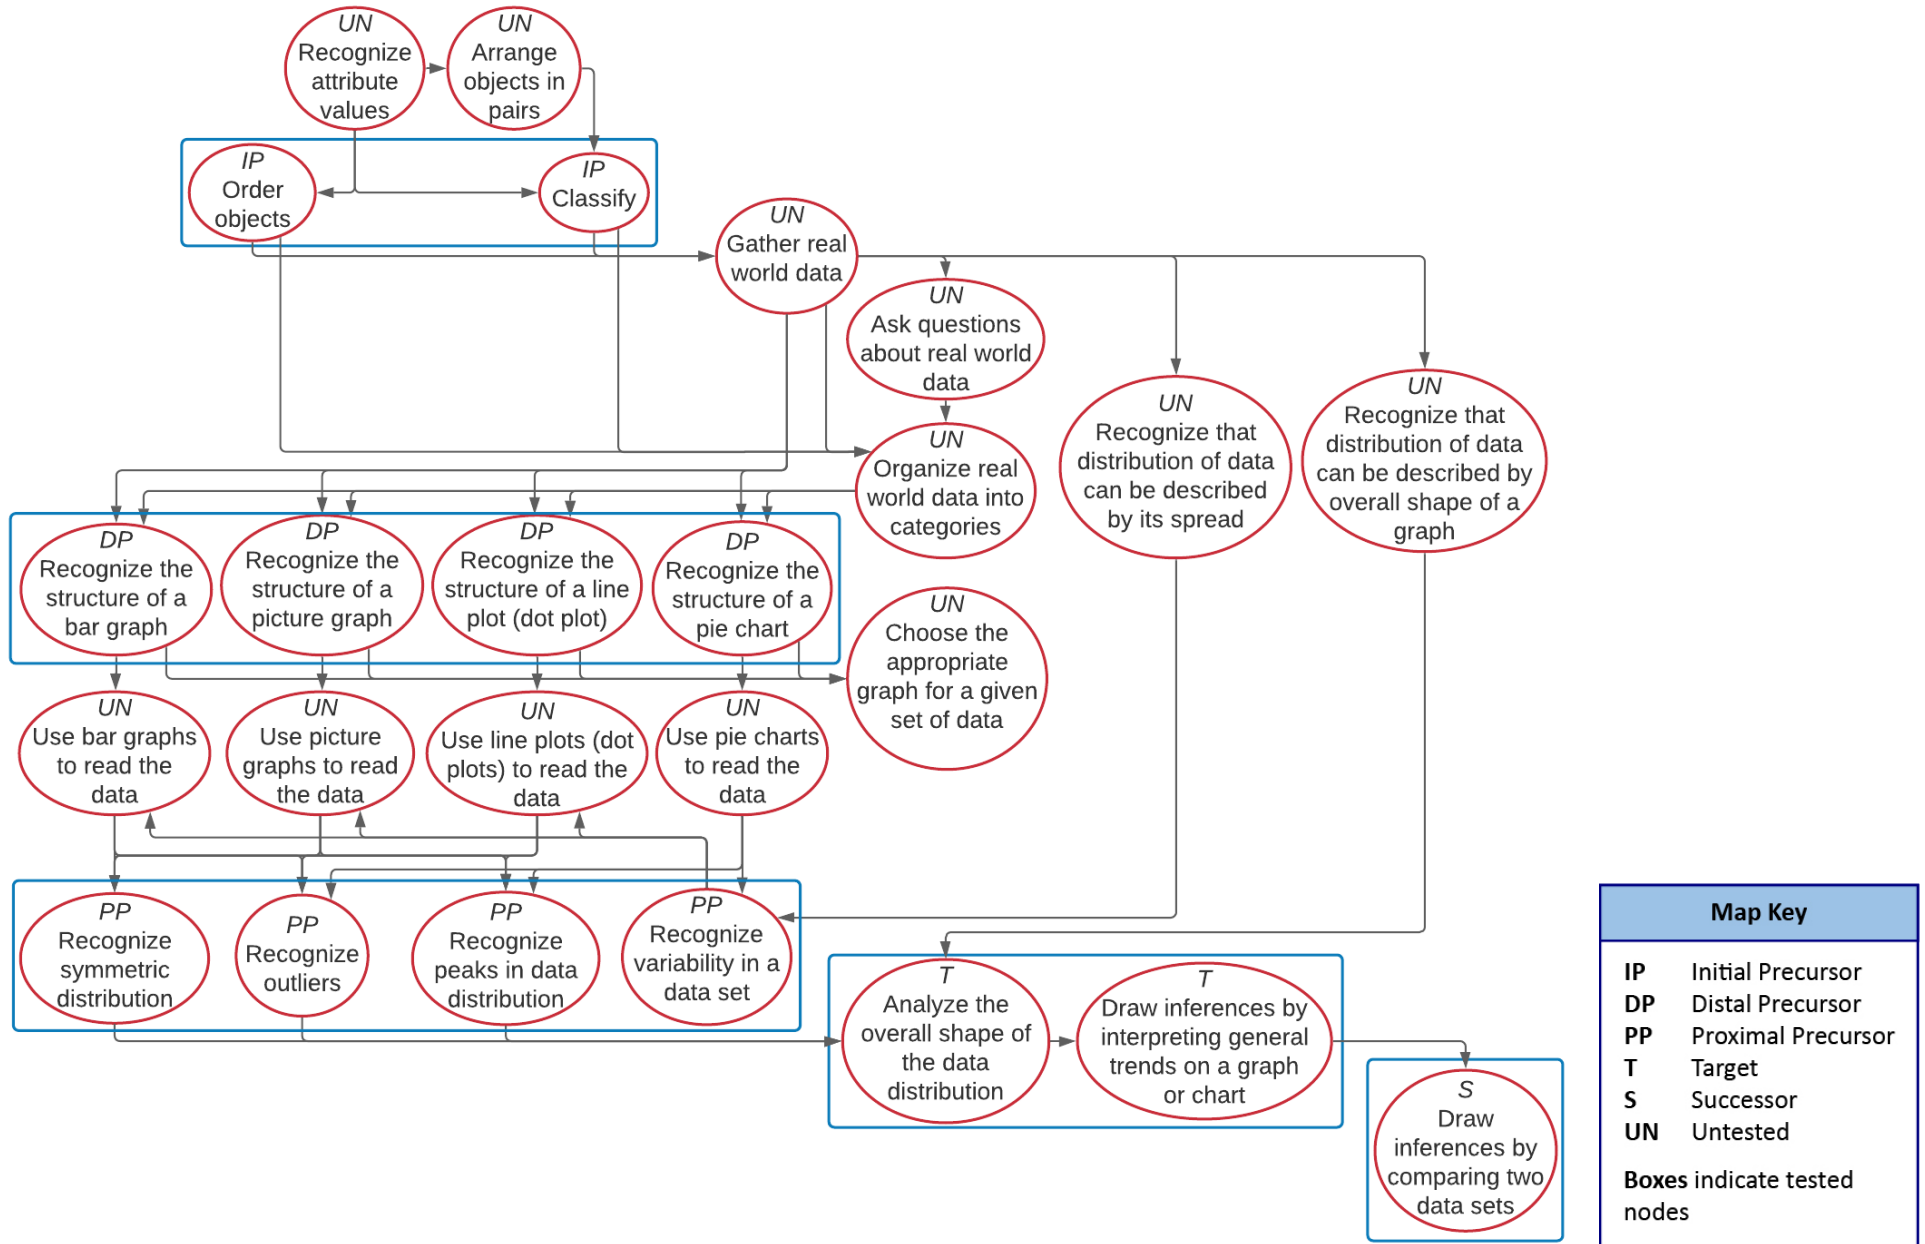 UN
Recognize
attribute
values
UN
Arrange
objects in
pairs
IP
Order
objects
IP
Classify
UN
Gather real
world data
UN
Ask questions
about real world
data
UN
Recognize that
distribution of data
can be described
by its spread
UN
Recognize that
distribution of data
can be described by
overall shape of a
graph
UN
Organize real
world data into
categories
DP
Recognize the
structure of a
bar graph
DP
Recognize the
structure of a
picture graph
DP
Recognize the
structure of a line
plot (dot plot)
DP
Recognize the
structure of a
pie chart
UN
Choose the
appropriate
graph for a given
set of data
UN
Use bar graphs
to read the
data
UN
Use picture
graphs to read
the data
UN
Use line plots (dot
plots) to read the
data
UN
Use pie charts
to read the
data
PP
Recognize
symmetric
distribution
PP
Recognize
outliers
PP
Recognize
peaks in data
distribution
PP
Recognize
variability in a
data set
T
Analyze the
overall shape of
the data
distribution
T
Draw inferences by
interpreting general
trends on a graph
or chart
S
Draw
inferences by
comparing two
data sets
Map Key
IP Initial Precursor
DP Distal Precursor
PP Proximal Precursor
T Target
S Successor
UN Untested
Boxes indicate tested
nodes